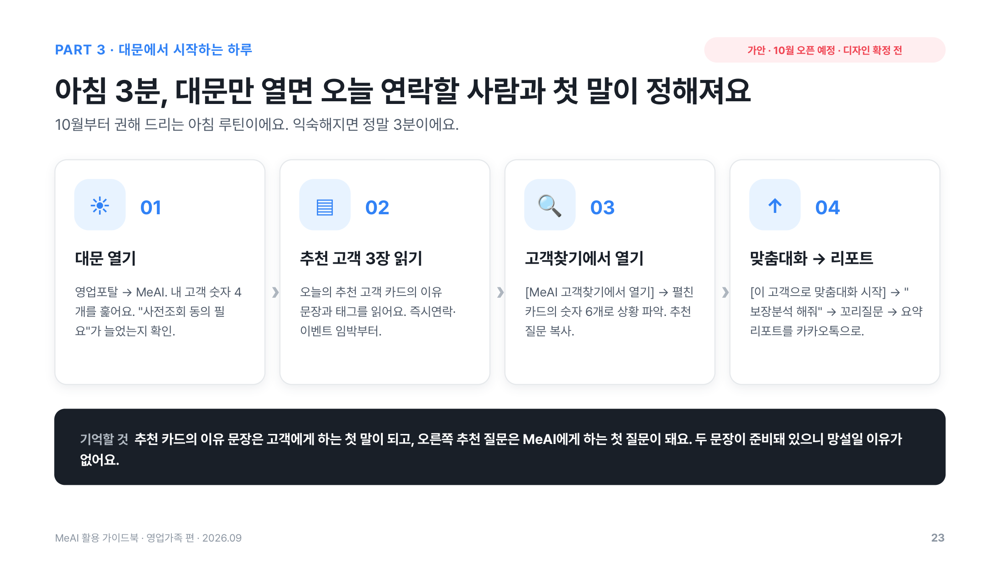 PART 3 · 대문에서 시작하는 하루
가안 · 10월 오픈 예정 · 디자인 확정 전
아침 3분, 대문만 열면 오늘 연락할 사람과 첫 말이 정해져요
10월부터 권해 드리는 아침 루틴이에요. 익숙해지면 정말 3분이에요.
01
대문 열기
영업포탈 → MeAI. 내 고객 숫자 4
개를 훑어요. "사전조회 동의 필
요"가 늘었는지 확인.
›
02
추천 고객 3장 읽기
오늘의 추천 고객 카드의 이유
문장과 태그를 읽어요. 즉시연락·
이벤트 임박부터.
›
03
고객찾기에서 열기
[MeAI 고객찾기에서 열기] → 펼친
카드의 숫자 6개로 상황 파악. 추천
질문 복사.
›
04
맞춤대화 → 리포트
[이 고객으로 맞춤대화 시작] → "
보장분석 해줘" → 꼬리질문 → 요약
리포트를 카카오톡으로.
기억할 것 추천 카드의 이유 문장은 고객에게 하는 첫 말이 되고, 오른쪽 추천 질문은 MeAI에게 하는 첫 질문이 돼요. 두 문장이 준비돼 있으니 망설일 이유가
없어요.
MeAI 활용 가이드북 · 영업가족 편 · 2026.09
23